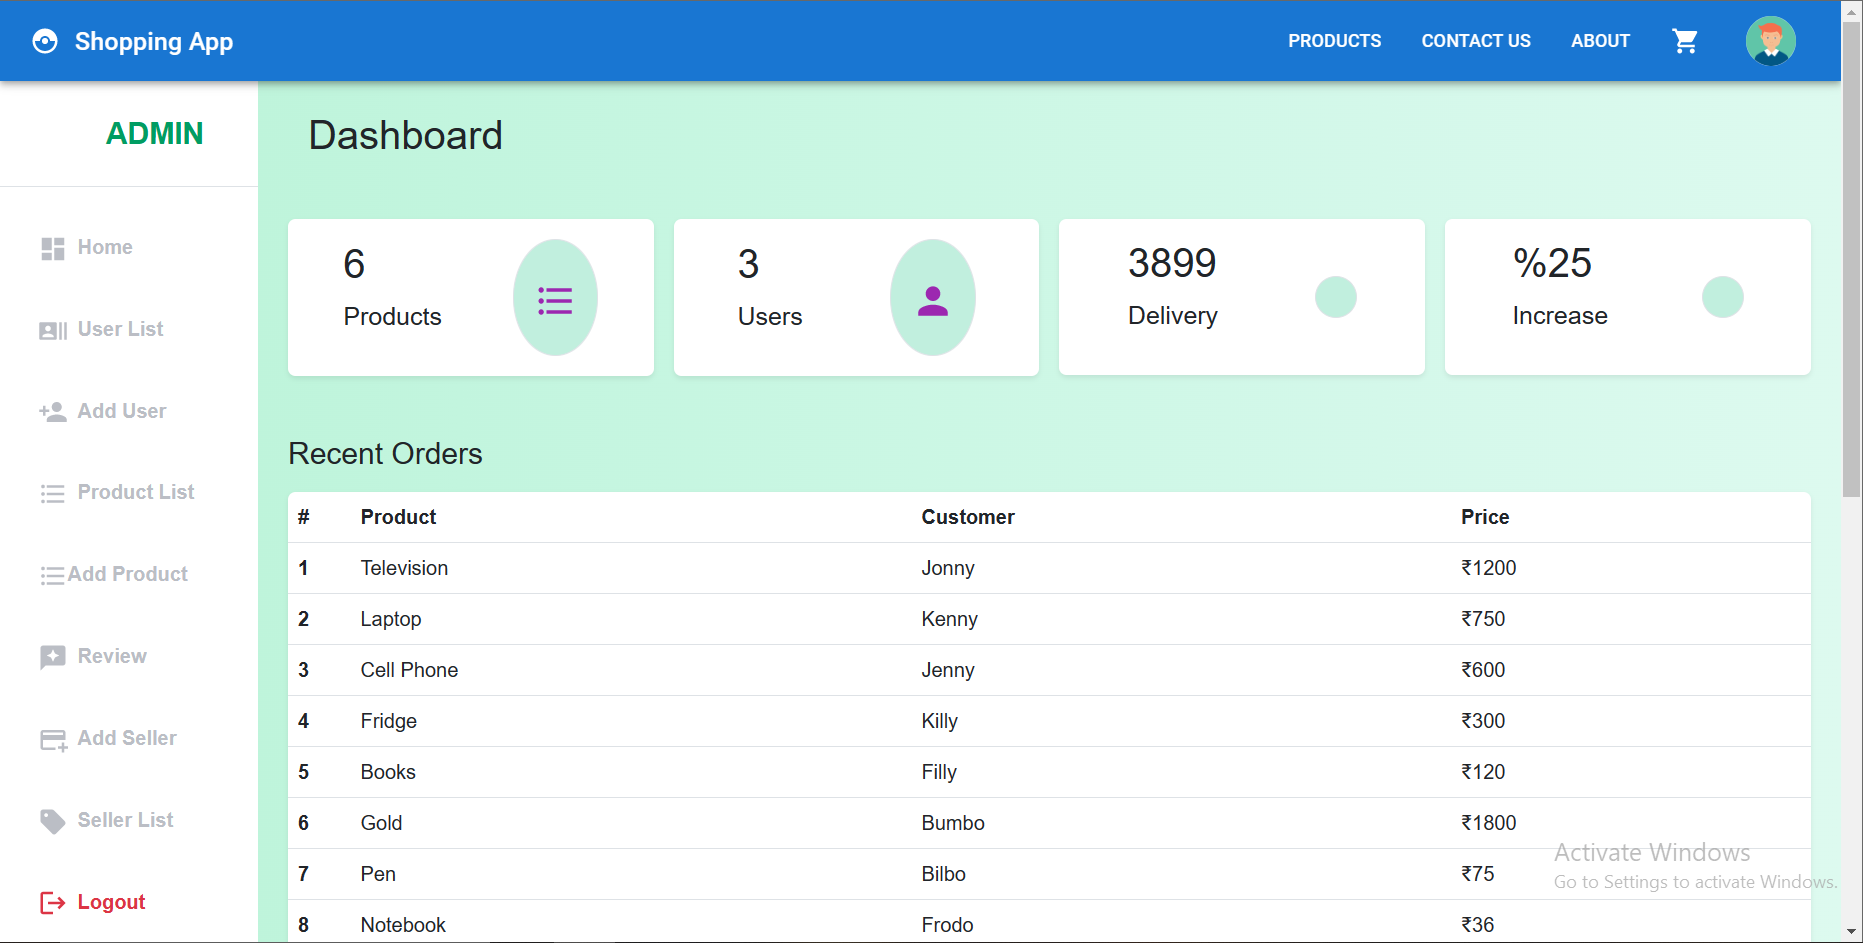 Shopping App
PRODUCTS CONTACT US ABOUT
ADMIN
Home
User List
Add User
Product List
Add Product
Review
Add Seller
Seller List
Logout
Dashboard
6
Products
3
Users
3899
Delivery
%25
Increase
Recent Orders
# Product Customer Price
1 Television Jonny ₹1200
2 Laptop Kenny ₹750
3 Cell Phone Jenny ₹600
4 Fridge Killy ₹300
5 Books Filly ₹120
6 Gold Bumbo ₹1800
7 Pen Bilbo ₹75
8 Notebook Frodo ₹36
Activate Windows
Go to Settings to activate Windows.